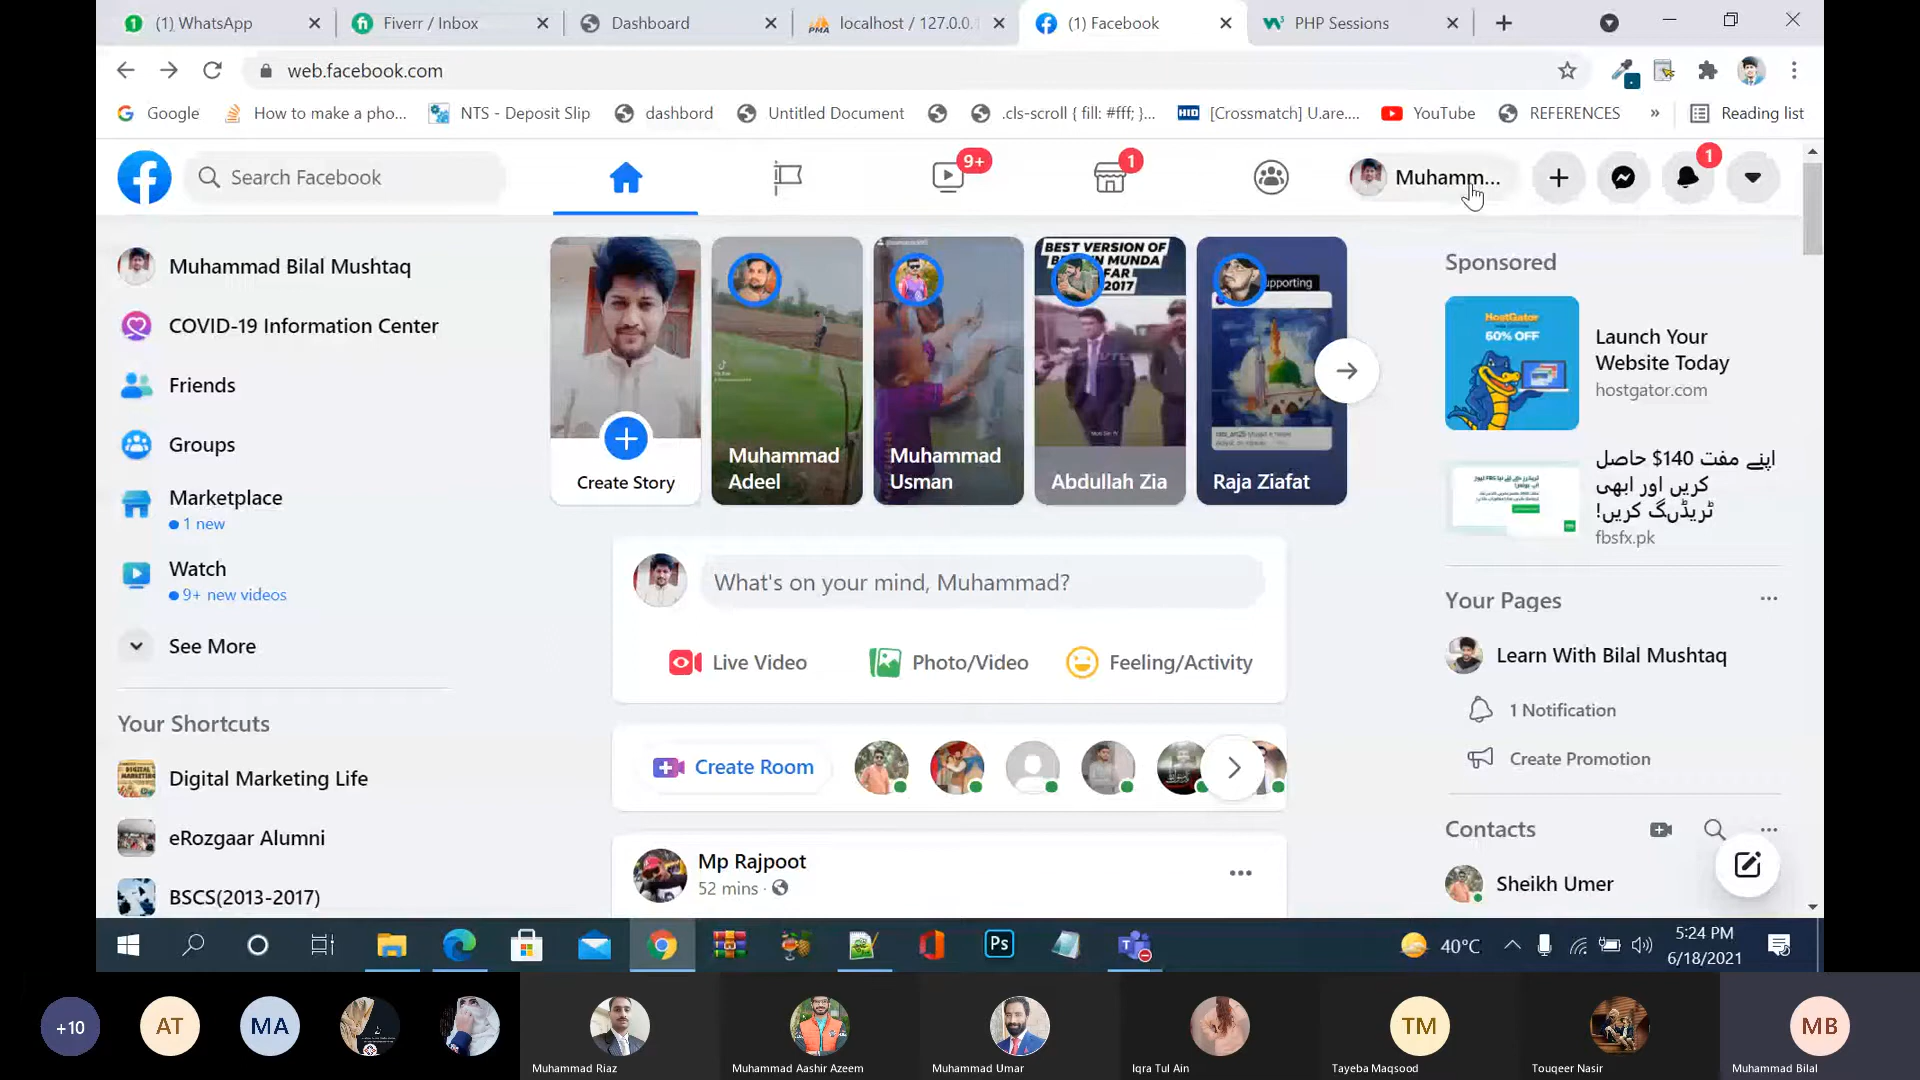 (1) WhatsApp
Fiverr / Inbox
Dashboard
localhost / 127.0.0.
(1) Facebook
PHP Sessions
web.facebook.com
Google
How to make a pho...
NTS - Deposit Slip
dashbord
Untitled Document
.cls-scroll { fill: #fff; }...
HID
[Crossmatch] U.are....
YouTube
REFERENCES
»
Reading list
Search Facebook
9+
1
Muhamm...
1
Muhammad Bilal Mushtaq
COVID-19 Information Center
Friends
Groups
Marketplace
1 new
Watch
9+ new videos
See More
Your Shortcuts
Digital Marketing Life
eRozgaar Alumni
BSCS(2013-2017)
Create Story
Muhammad
Adeel
Muhammad
Usman
BEST VERSION OF
IN MUNDA
FAR
2017
Abdullah Zia
upporting
Raja Ziafat
What's on your mind, Muhammad?
Live Video
Photo/Video
Feeling/Activity
Create Room
Mp Rajpoot
52 mins ·
Sponsored
HostGator
60% OFF
Launch Your
Website Today
hostgator.com
اپنے مفت 140$ حاصل
کریں اور ابھی
ٹریڈںگ کریں!
fbsfx.pk
Your Pages
Learn With Bilal Mushtaq
1 Notification
Create Promotion
Contacts
Sheikh Umer
Ps
40°C
5:24 PM
6/18/2021
+10
AT
MA
TM
MB
Muhammad Riaz
Muhammad Aashir Azeem
Muhammad Umar
Iqra Tul Ain
Tayeba Maqsood
Touqeer Nasir
Muhammad Bilal